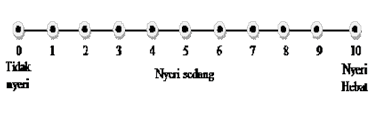 0 1 2 3 4 5 6 7 8 9 10
Tidak nyeri
Nyeri sedang
Nyeri Hebat